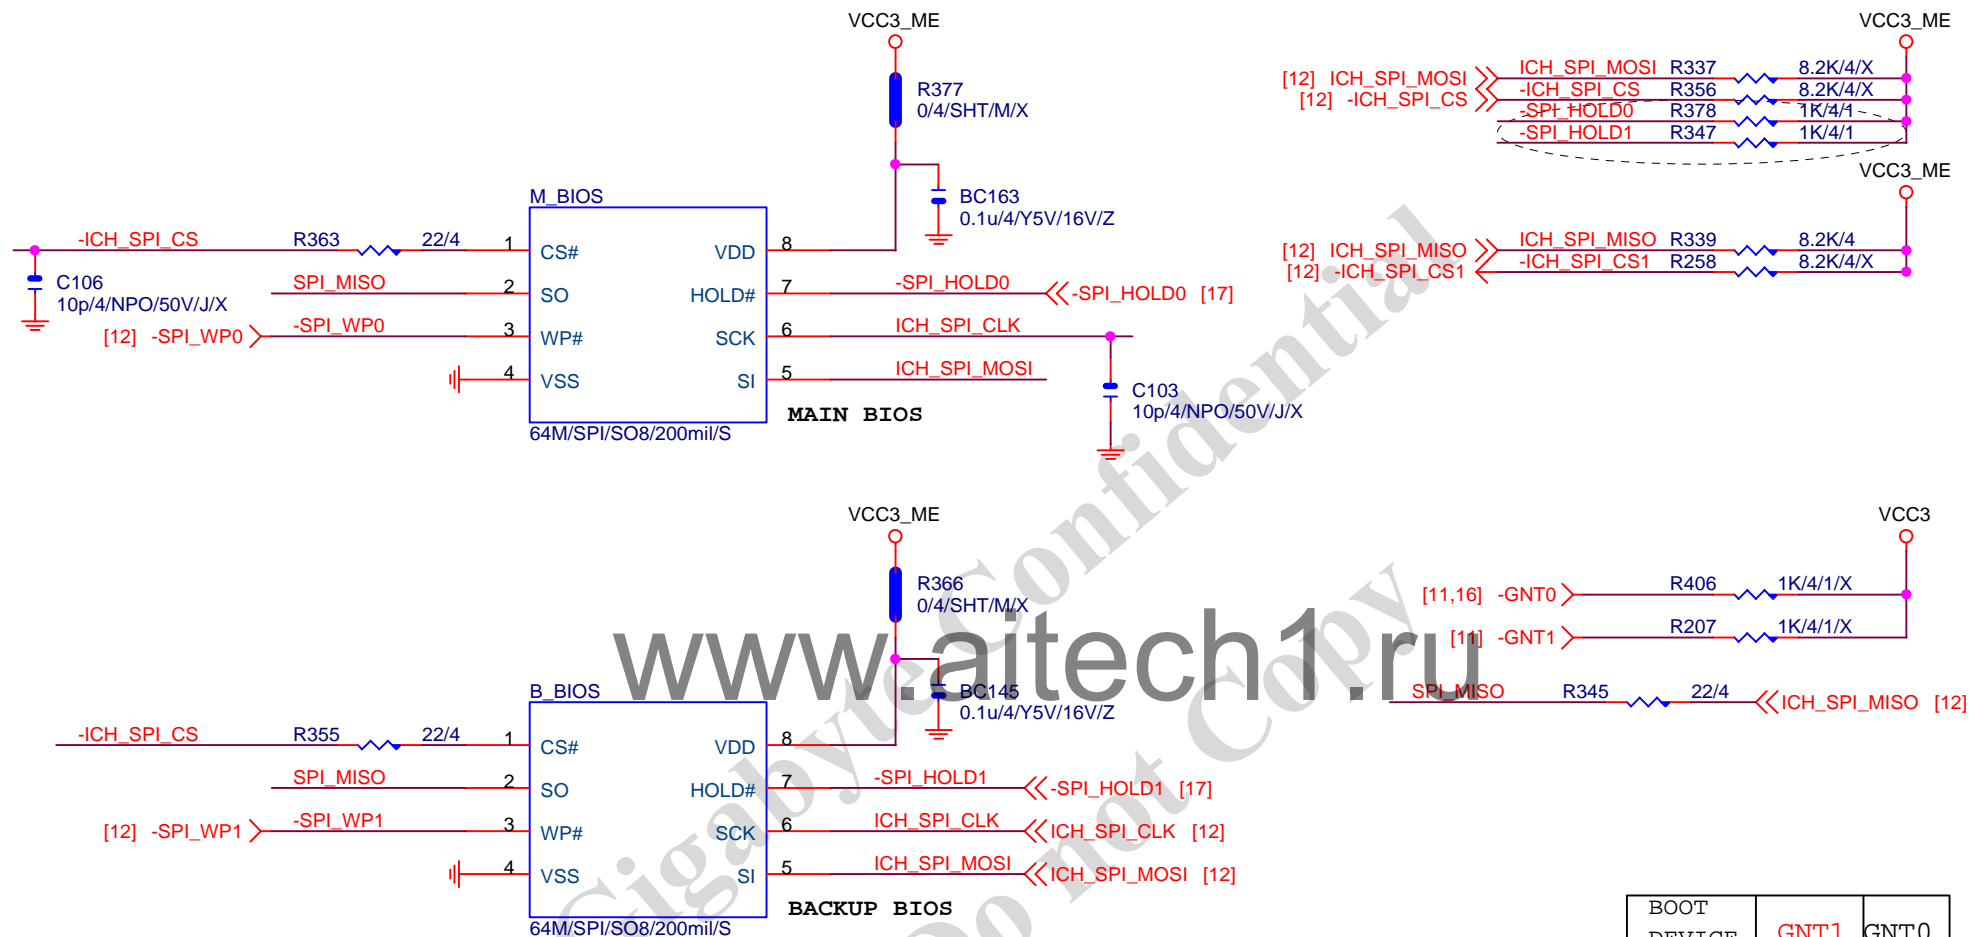 VCC3_ME
R377
0/4/SHT/M/X
BC163
0.1u/4/Y5V/16V/Z
M_BIOS
-ICH_SPI_CS R363 22/4 1 CS# VDD 8
C106
10p/4/NPO/50V/J/X
SPI_MISO 2 SO HOLD# 7 -SPI_HOLD0 -SPI_HOLD0 [17]
[12] -SPI_WP0 -SPI_WP0 3 WP# SCK 6 ICH_SPI_CLK
4 VSS SI 5 ICH_SPI_MOSI
C103
10p/4/NPO/50V/J/X
MAIN BIOS
64M/SPI/SO8/200mil/S
VCC3_ME
[12] ICH_SPI_MOSI ICH_SPI_MOSI R337 8.2K/4/X
[12] -ICH_SPI_CS -ICH_SPI_CS R356 8.2K/4/X
-SPI_HOLD0 R378 1K/4/1
-SPI_HOLD1 R347 1K/4/1
VCC3_ME
[12] ICH_SPI_MISO ICH_SPI_MISO R339 8.2K/4
[12] -ICH_SPI_CS1 -ICH_SPI_CS1 R258 8.2K/4/X
VCC3_ME
R366
0/4/SHT/M/X
BC145
0.1u/4/Y5V/16V/Z
B_BIOS
-ICH_SPI_CS R355 22/4 1 CS# VDD 8
SPI_MISO 2 SO HOLD# 7 -SPI_HOLD1 -SPI_HOLD1 [17]
[12] -SPI_WP1 -SPI_WP1 3 WP# SCK 6 ICH_SPI_CLK ICH_SPI_CLK [12]
4 VSS SI 5 ICH_SPI_MOSI ICH_SPI_MOSI [12]
BACKUP BIOS
64M/SPI/SO8/200mil/S
VCC3
[11,16] -GNT0 R406 1K/4/1/X
[11] -GNT1 R207 1K/4/1/X
SPI_MISO R345 22/4 ICH_SPI_MISO [12]
BOOT
DEVICE GNT1 GNT0
www.aitech1.ru
Gigabyte Confidential
Do not Copy